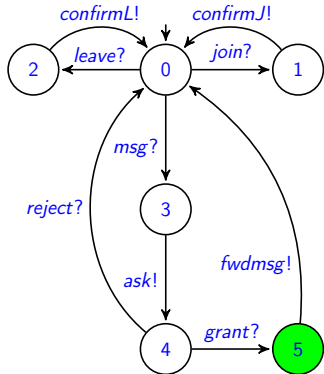 confirmL! confirmJ!
2 leave? 0 join? 1
msg?
reject? 3
ask! fwdmsg!
4 grant? 5